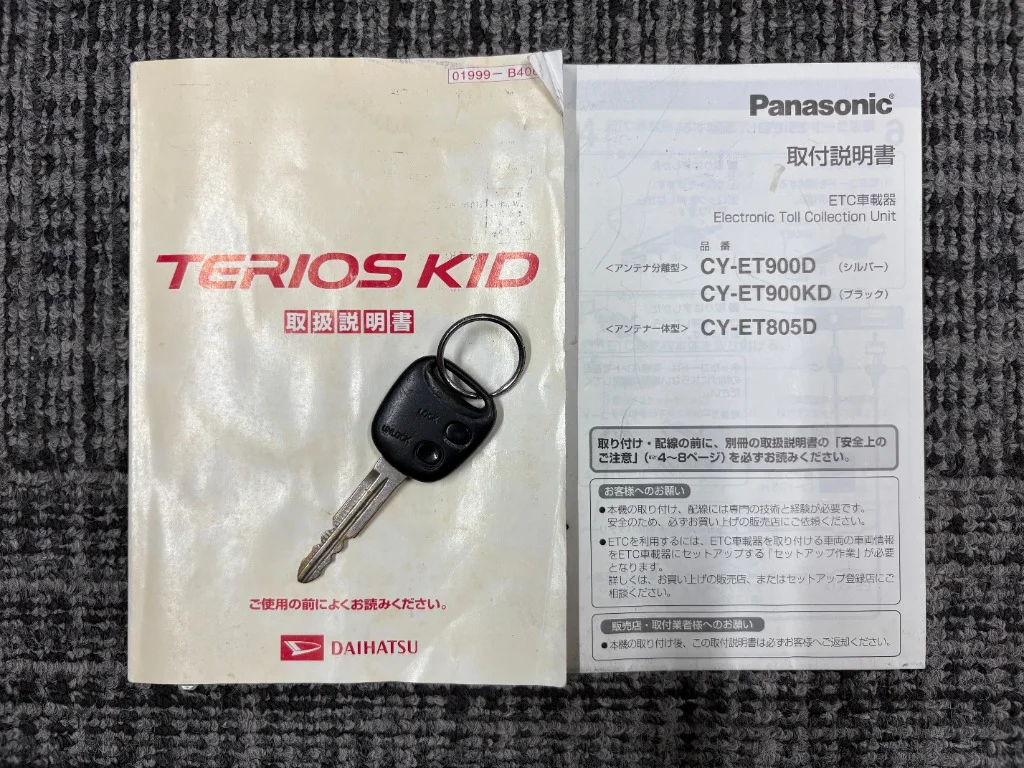 01999－B40
TERIOS KID
取扱説明書
LOCK
UNLOCK
ご使用の前によくお読みください。
DAIHATSU
Panasonic
取付説明書
ETC車載器
Electronic Toll Collection Unit
品番
＜アンテナ分離型＞ CY-ET900D （シルバー）
CY-ET900KD（ブラック）
＜アンテナ一体型＞ CY-ET805D
取り付け・配線の前に、別冊の取扱説明書の「安全上の
ご注意」（☞4〜8ページ）を必ずお読みください。
お客様へのお願い
●本機の取り付け、配線には専門の技術と経験が必要です。
安全のため、必ずお買い上げの販売店にご依頼ください。
●ETCを利用するには、ETC車載器を取り付ける車両の車両情報
をETC車載器にセットアップする「セットアップ作業」が必要
となります。
詳しくは、お買い上げの販売店、またはセットアップ登録店にご
相談ください。
販売店・取付業者様へのお願い
●本機の取り付け後、この取付説明書は必ずお客様へご返却ください。